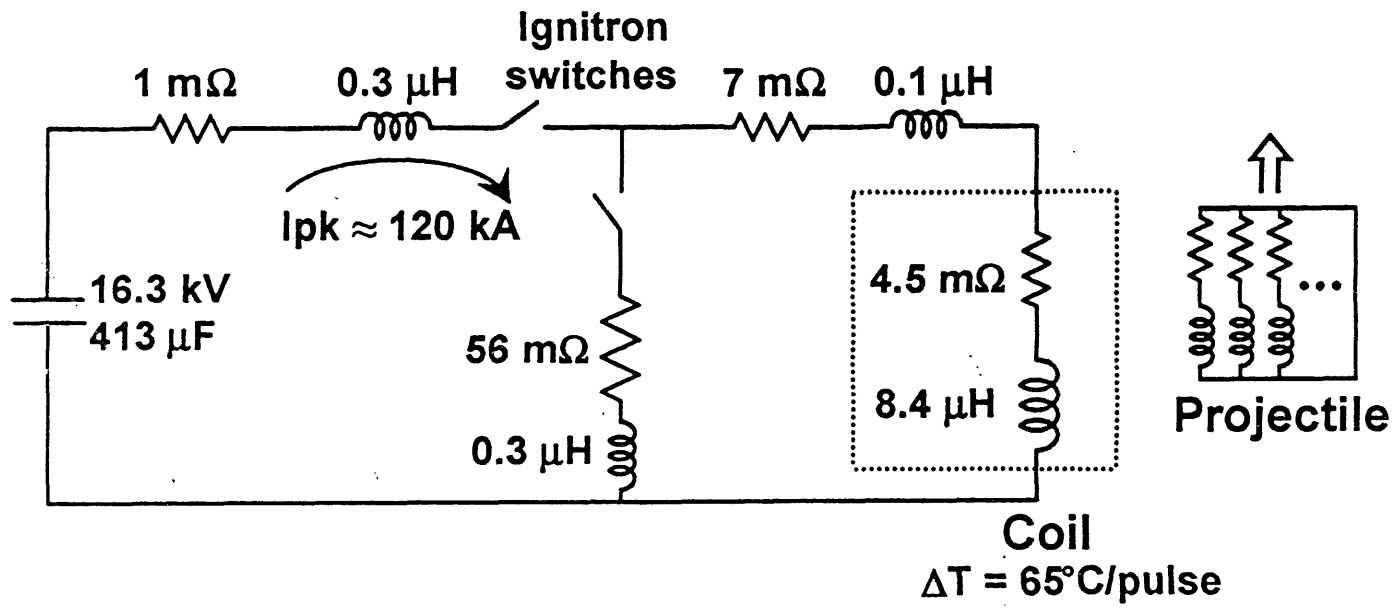 Ignitron
switches
1 mΩ
0.3 μH
7 mΩ
0.1 μH
Ipk ≈ 120 kA
16.3 kV
413 μF
56 mΩ
0.3 μH
4.5 mΩ
8.4 μH
...
Projectile
Coil
ΔT = 65°C/pulse